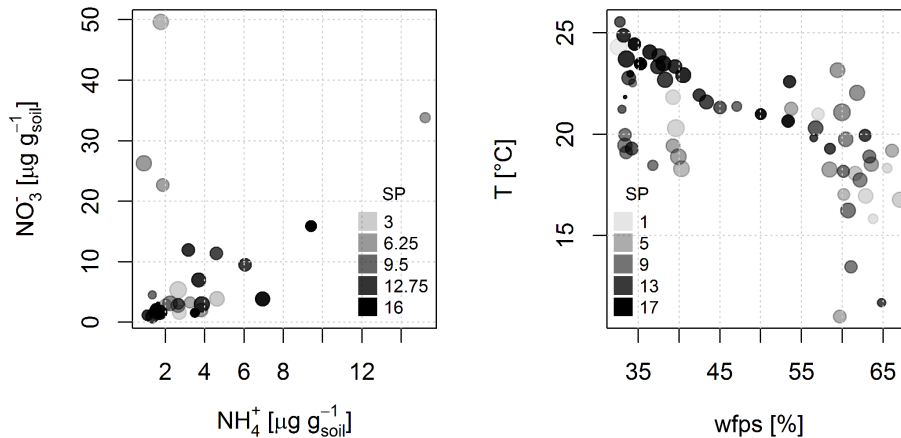 NO₃⁻ [µg g⁻¹ soil]
50
40
30
20
10
0
SP
3
6.25
9.5
12.75
16
2 4 6 8 12
NH₄⁺ [µg g⁻¹ soil]
T [°C]
25
20
15
SP
1
5
9
13
17
35 45 55 65
wfps [%]